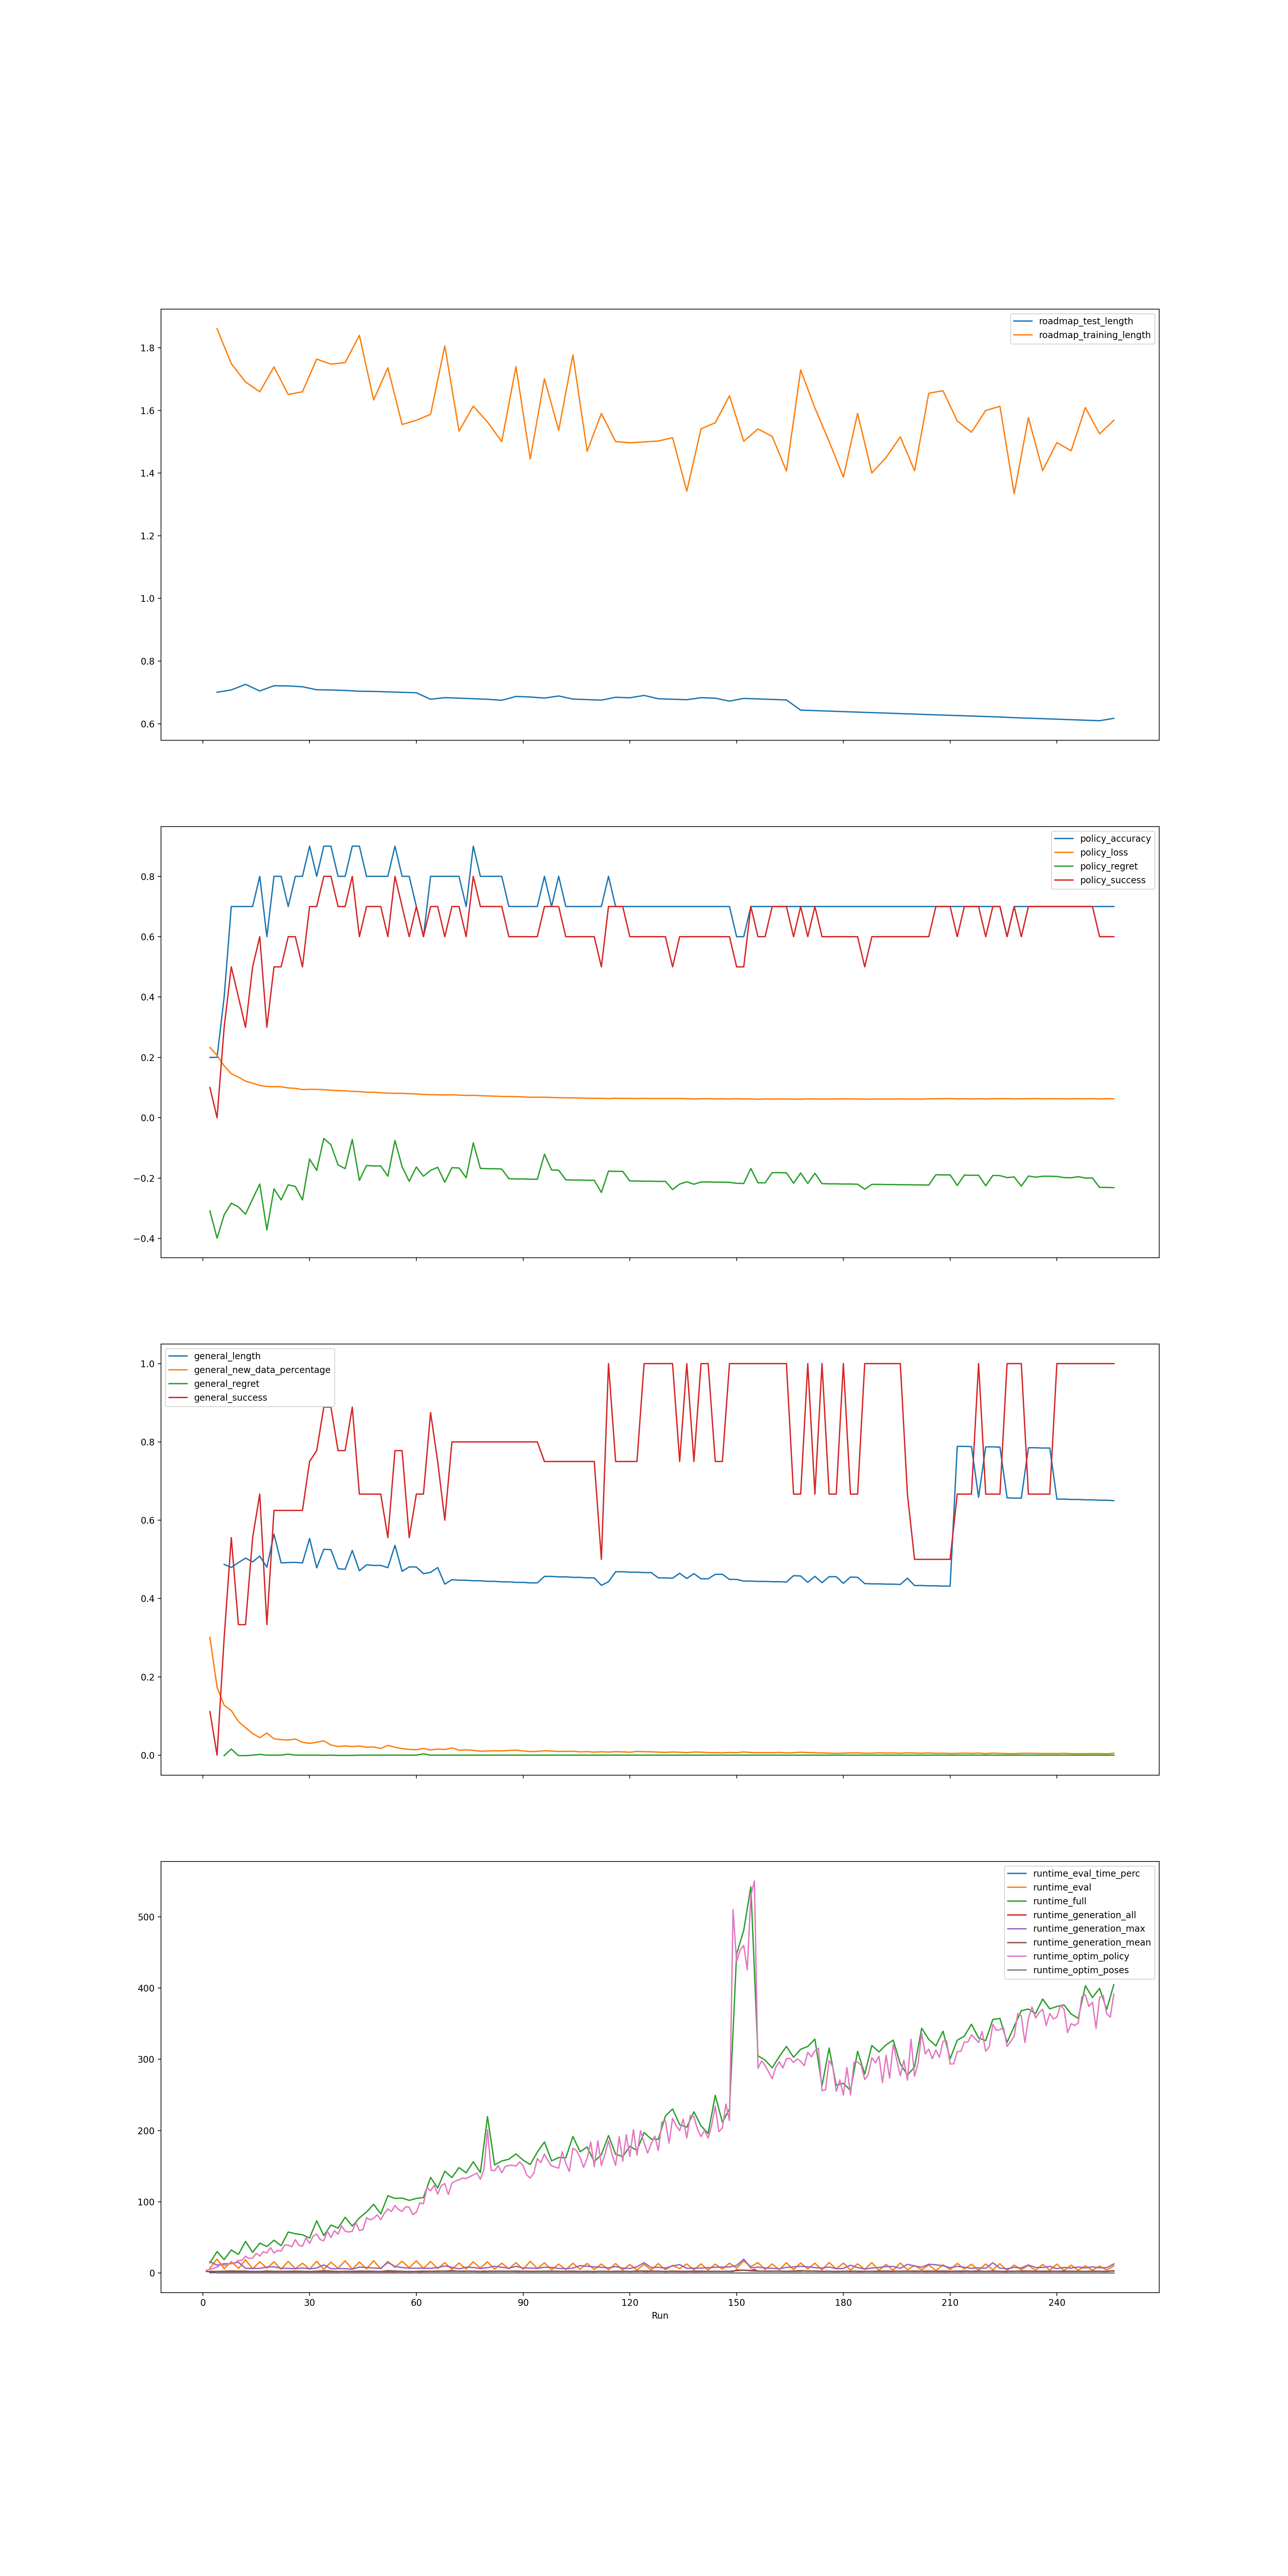 roadmap_test_length
roadmap_training_length
1.8
1.6
1.4
1.2
1.0
0.8
0.6
policy_accuracy
policy_loss
policy_regret
policy_success
0.8
0.6
0.4
0.2
0.0
−0.2
−0.4
general_length
general_new_data_percentage
general_regret
general_success
1.0
0.8
0.6
0.4
0.2
0.0
runtime_eval_time_perc
runtime_eval
runtime_full
runtime_generation_all
runtime_generation_max
runtime_generation_mean
runtime_optim_policy
runtime_optim_poses
500
400
300
200
100
0
0 30 60 90 120 150 180 210 240
Run